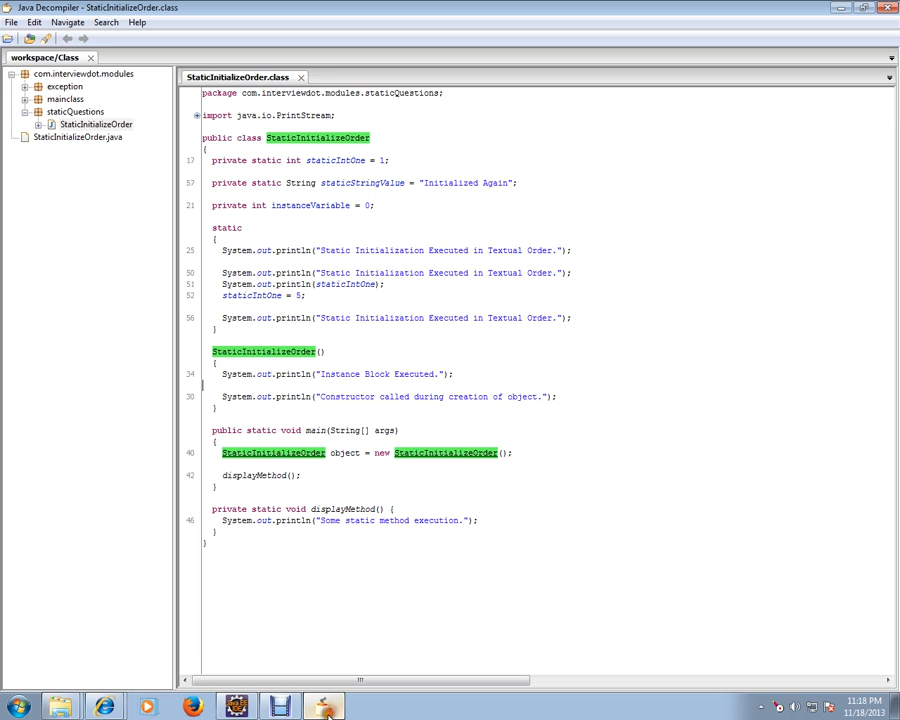 Java Decompiler - StaticInitializeOrder.class
File Edit Navigate Search Help
workspace/Class
com.interviewdot.modules
exception
mainclass
staticQuestions
StaticInitializeOrder
StaticInitializeOrder.java
StaticInitializeOrder.class
package com.interviewdot.modules.staticQuestions;
import java.io.PrintStream;
public class StaticInitializeOrder
{
17 private static int staticIntOne = 1;
57 private static String staticStringValue = "Initialized Again";
21 private int instanceVariable = 0;
static
{
25 System.out.println("Static Initialization Executed in Textual Order.");
50 System.out.println("Static Initialization Executed in Textual Order.");
51 System.out.println(staticIntOne);
52 staticIntOne = 5;
56 System.out.println("Static Initialization Executed in Textual Order.");
}
StaticInitializeOrder()
{
34 System.out.println("Instance Block Executed.");
30 System.out.println("Constructor called during creation of object.");
}
public static void main(String[] args)
{
40 StaticInitializeOrder object = new StaticInitializeOrder();
42 displayMethod();
}
private static void displayMethod() {
46 System.out.println("Some static method execution.");
}
}
11:18 PM
11/18/2013